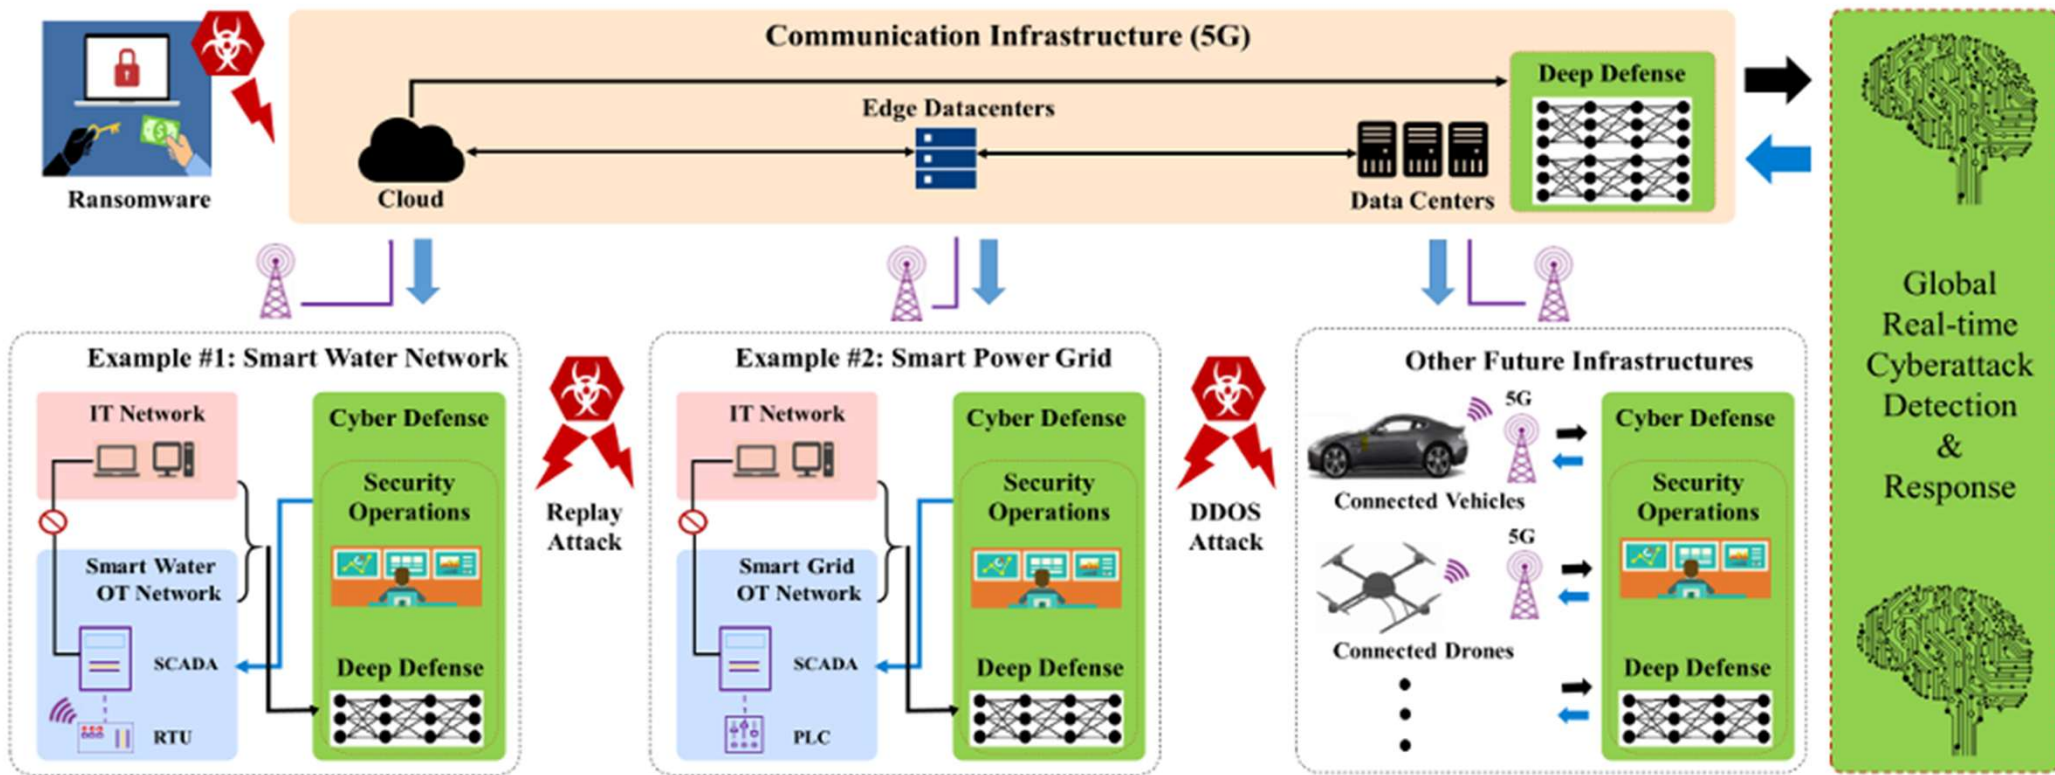 Communication Infrastructure (5G)
Deep Defense
Edge Datacenters
Ransomware
Cloud
Data Centers
Global
Real-time
Cyberattack
Detection
&
Response
Example #1: Smart Water Network
IT Network
Cyber Defense
Security
Operations
Smart Water
OT Network
SCADA
Deep Defense
RTU
Replay
Attack
Example #2: Smart Power Grid
IT Network
Cyber Defense
Security
Operations
Smart Grid
OT Network
SCADA
Deep Defense
PLC
DDOS
Attack
Other Future Infrastructures
5G
Cyber Defense
Connected Vehicles
Security
Operations
5G
Connected Drones
Deep Defense